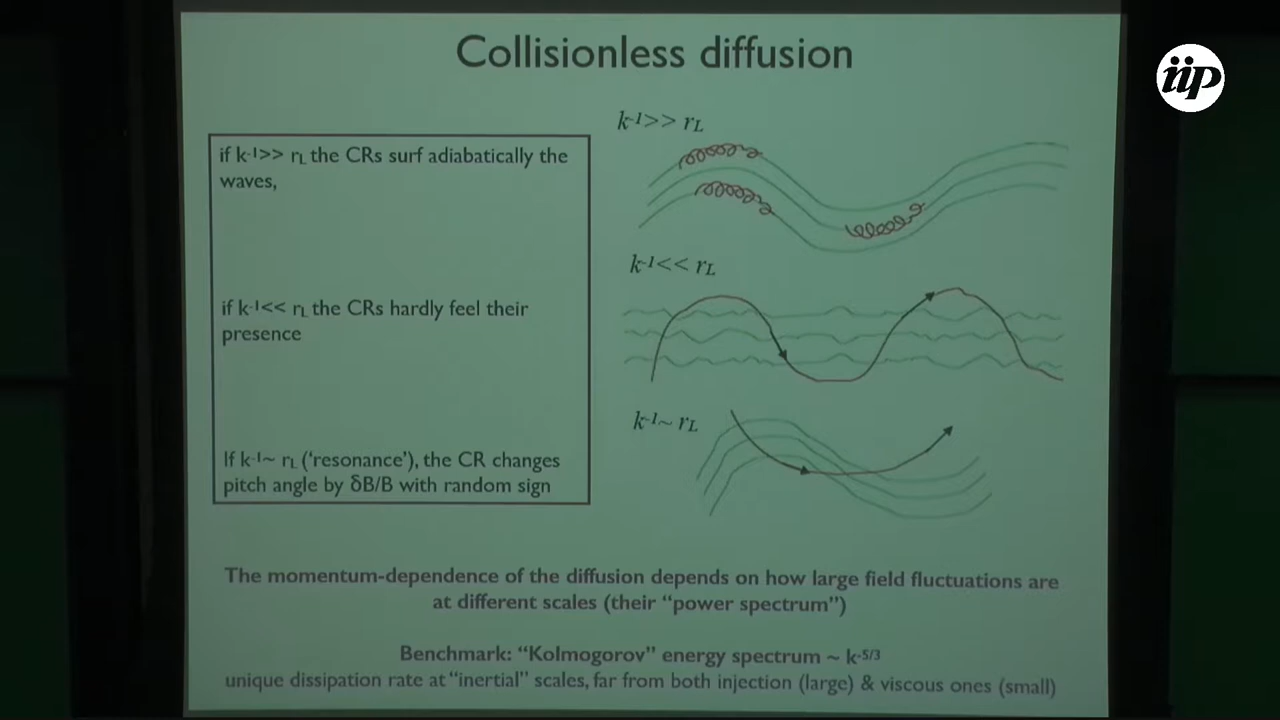 Collisionless diffusion
iip
k-1>> rL
if k-1>> rL the CRs surf adiabatically the
waves,
k-1<< rL
if k-1<< rL the CRs hardly feel their
presence
k-1~ rL
If k-1~ rL ('resonance'), the CR changes
pitch angle by δB/B with random sign
The momentum-dependence of the diffusion depends on how large field fluctuations are
at different scales (their "power spectrum")
Benchmark: "Kolmogorov" energy spectrum ~ k-5/3
unique dissipation rate at "inertial" scales, far from both injection (large) & viscous ones (small)